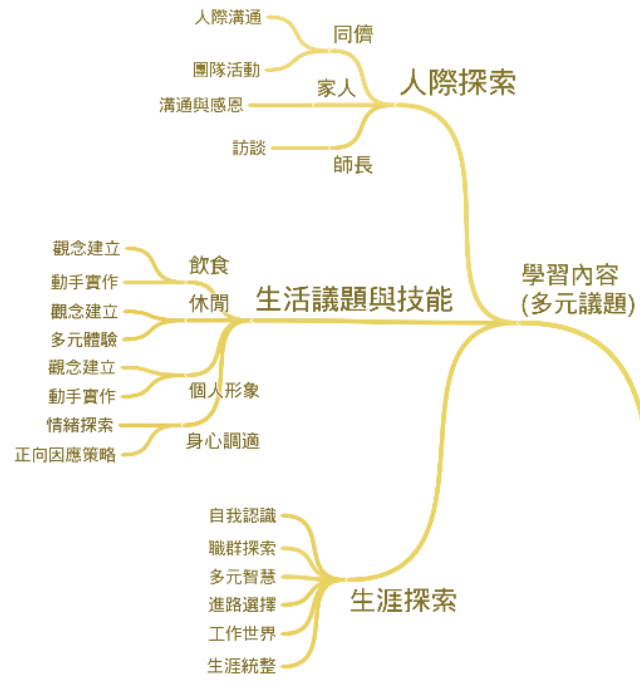 人際溝通
同儕
團隊活動
家人
人際探索
溝通與感恩
訪談
師長
觀念建立
飲食
動手實作
休閒
生活議題與技能
學習內容
(多元議題)
觀念建立
多元體驗
觀念建立
個人形象
動手實作
情緒探索
身心調適
正向因應策略
自我認識
職群探索
多元智慧
生涯探索
進路選擇
工作世界
生涯統整